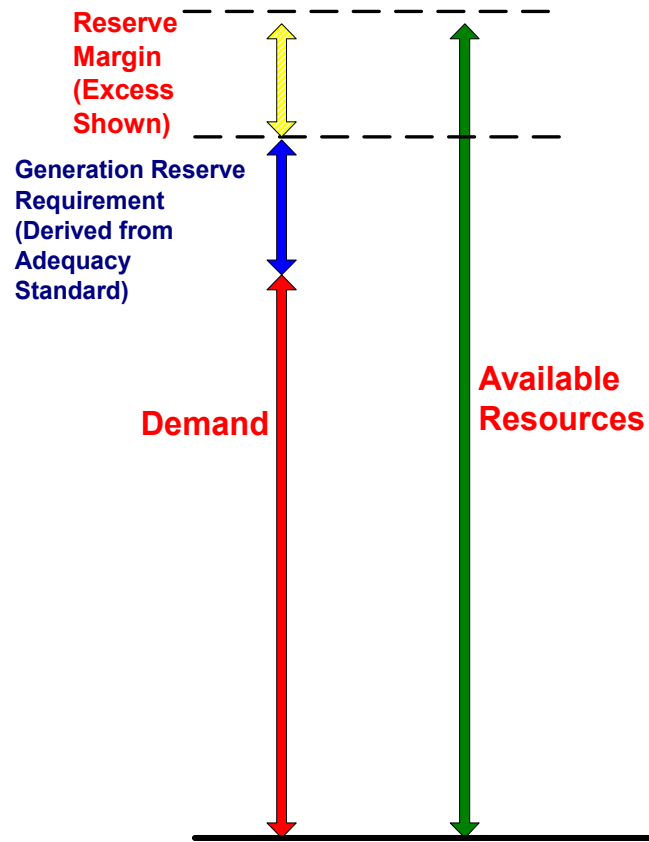 Reserve
Margin
(Excess
Shown)
Generation Reserve
Requirement
(Derived from
Adequacy
Standard)
Demand
Available
Resources